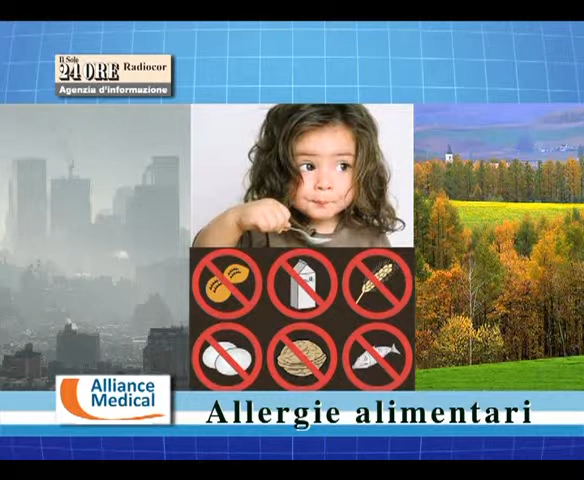 Il Sole
24 ORE Radiocor
Agenzia d'informazione
Alliance
Medical
Allergie alimentari